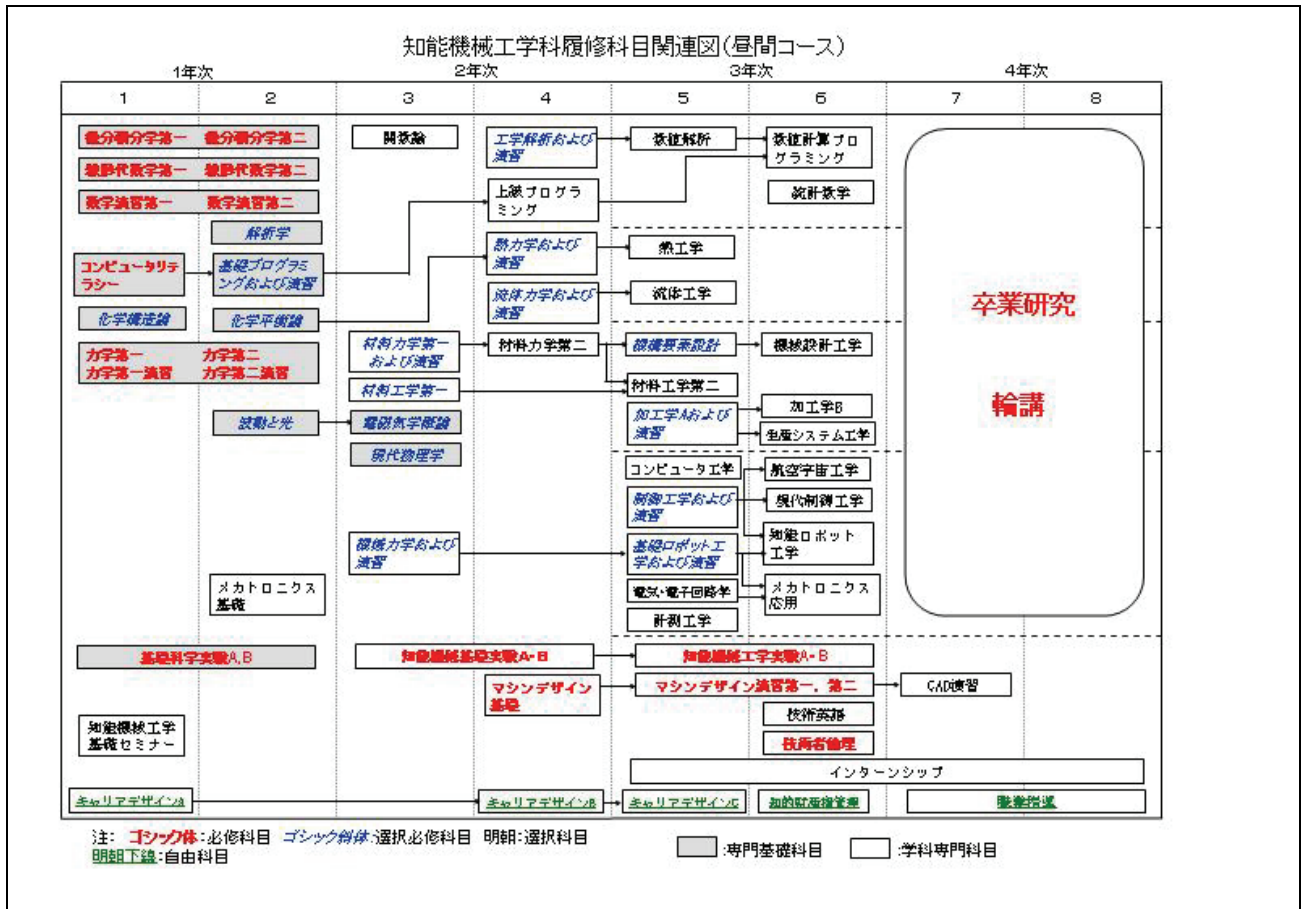 知能機械工学科履修科目関連図(昼間コース)
1年次 2年次 3年次 4年次
1 2 3 4 5 6 7 8
微分積分学第一 微分積分学第二
線形代数学第一 線形代数学第二
数学演習第一 数学演習第二
解析学
コンピュータリテ
ラシー
基礎プログラミ
ングおよび演習
化学構造論 化学平衡論
力学第一 力学第二
力学第一演習 力学第二演習
波動と光
メカトロニクス
基礎
基礎科学実験A,B
知能機械工学
基礎セミナー
キャリアデザインA
関数論
材料力学第一
および演習
材料工学第一
電磁気学概論
現代物理学
機械力学および
演習
知能機械基礎実験A・B
工学解析および
演習
上級プログラ
ミング
熱力学および
演習
流体力学および
演習
材料力学第二
マシンデザイン
基礎
キャリアデザインB
数値解析
熱工学
流体工学
機構要素設計
材料工学第二
加工学Aおよび
演習
コンピュータ工学
制御工学および
演習
基礎ロボット工
学および演習
電気・電子回路学
計測工学
知能機械工学実験A・B
マシンデザイン演習第一，第二
キャリアデザインC
数値計算プロ
グラミング
統計数学
機械設計工学
加工学B
生産システム工学
航空宇宙工学
現代制御工学
知能ロボット
工学
メカトロニクス
応用
技術英語
技術者倫理
インターンシップ
知的財産権管理
卒業研究
輪講
CAD演習
職業指導
注: ゴシック体:必修科目 ゴシック斜体:選択必修科目 明朝:選択科目
明朝下線:自由科目
:専門基礎科目 :学科専門科目